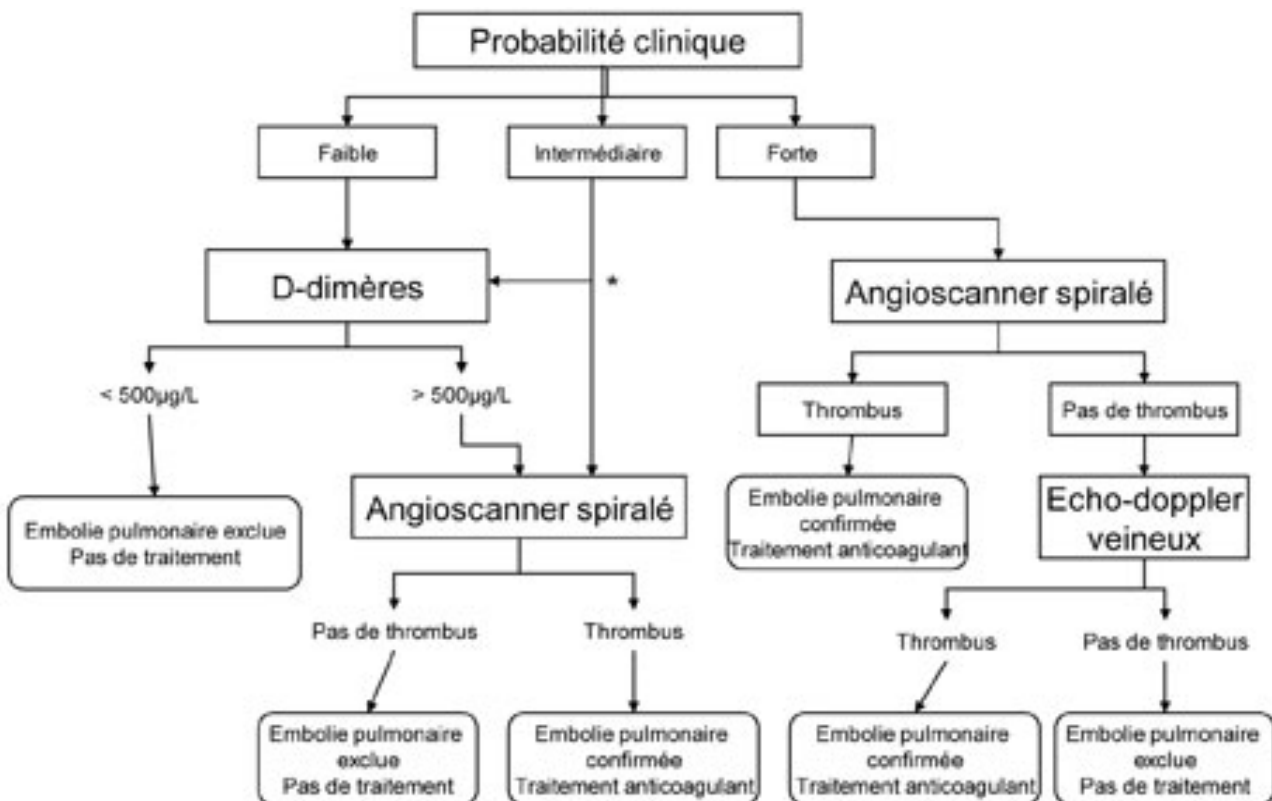 Probabilité clinique
Faible
Intermédiaire
Forte
D-dimères
*
Angioscanner spiralé
< 500µg/L
> 500µg/L
Thrombus
Pas de thrombus
Embolie pulmonaire exclue
Pas de traitement
Angioscanner spiralé
Embolie pulmonaire
confirmée
Traitement anticoagulant
Echo-doppler
veineux
Pas de thrombus
Thrombus
Thrombus
Pas de thrombus
Embolie pulmonaire
exclue
Pas de traitement
Embolie pulmonaire
confirmée
Traitement anticoagulant
Embolie pulmonaire
confirmée
Traitement anticoagulant
Embolie pulmonaire
exclue
Pas de traitement